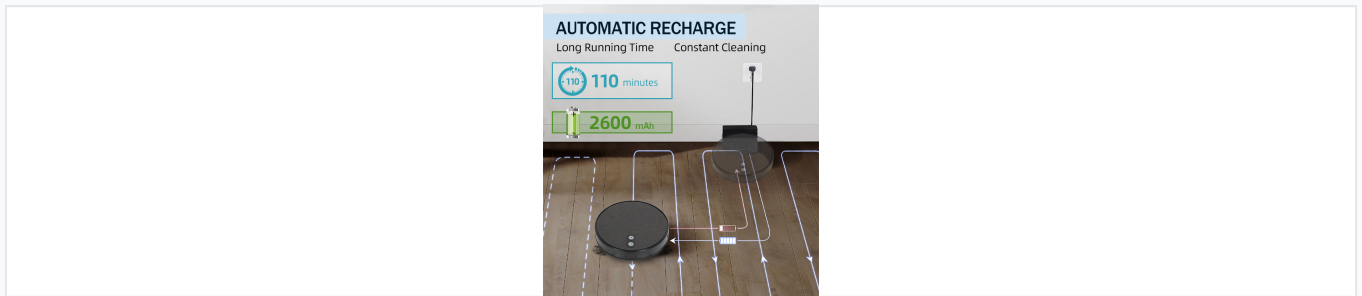 AUTOMATIC RECHARGE
Long Running Time Constant Cleaning
110 110 minutes
2600 mAh